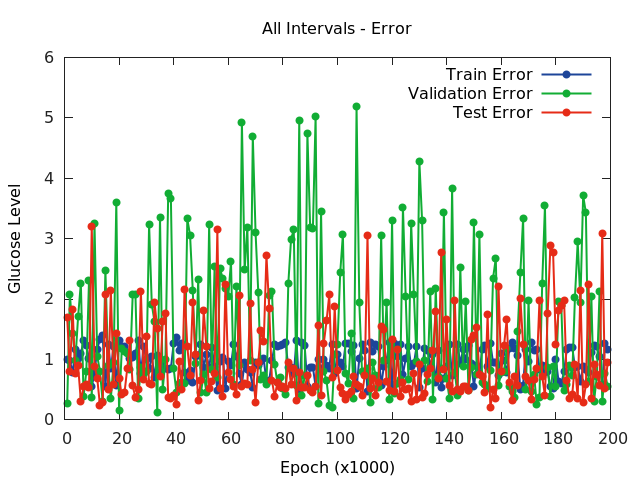 All Intervals - Error
6
5
4
3
2
1
0
Glucose Level
Train Error
Validation Error
Test Error
0 20 40 60 80 100 120 140 160 180 200
Epoch (x1000)